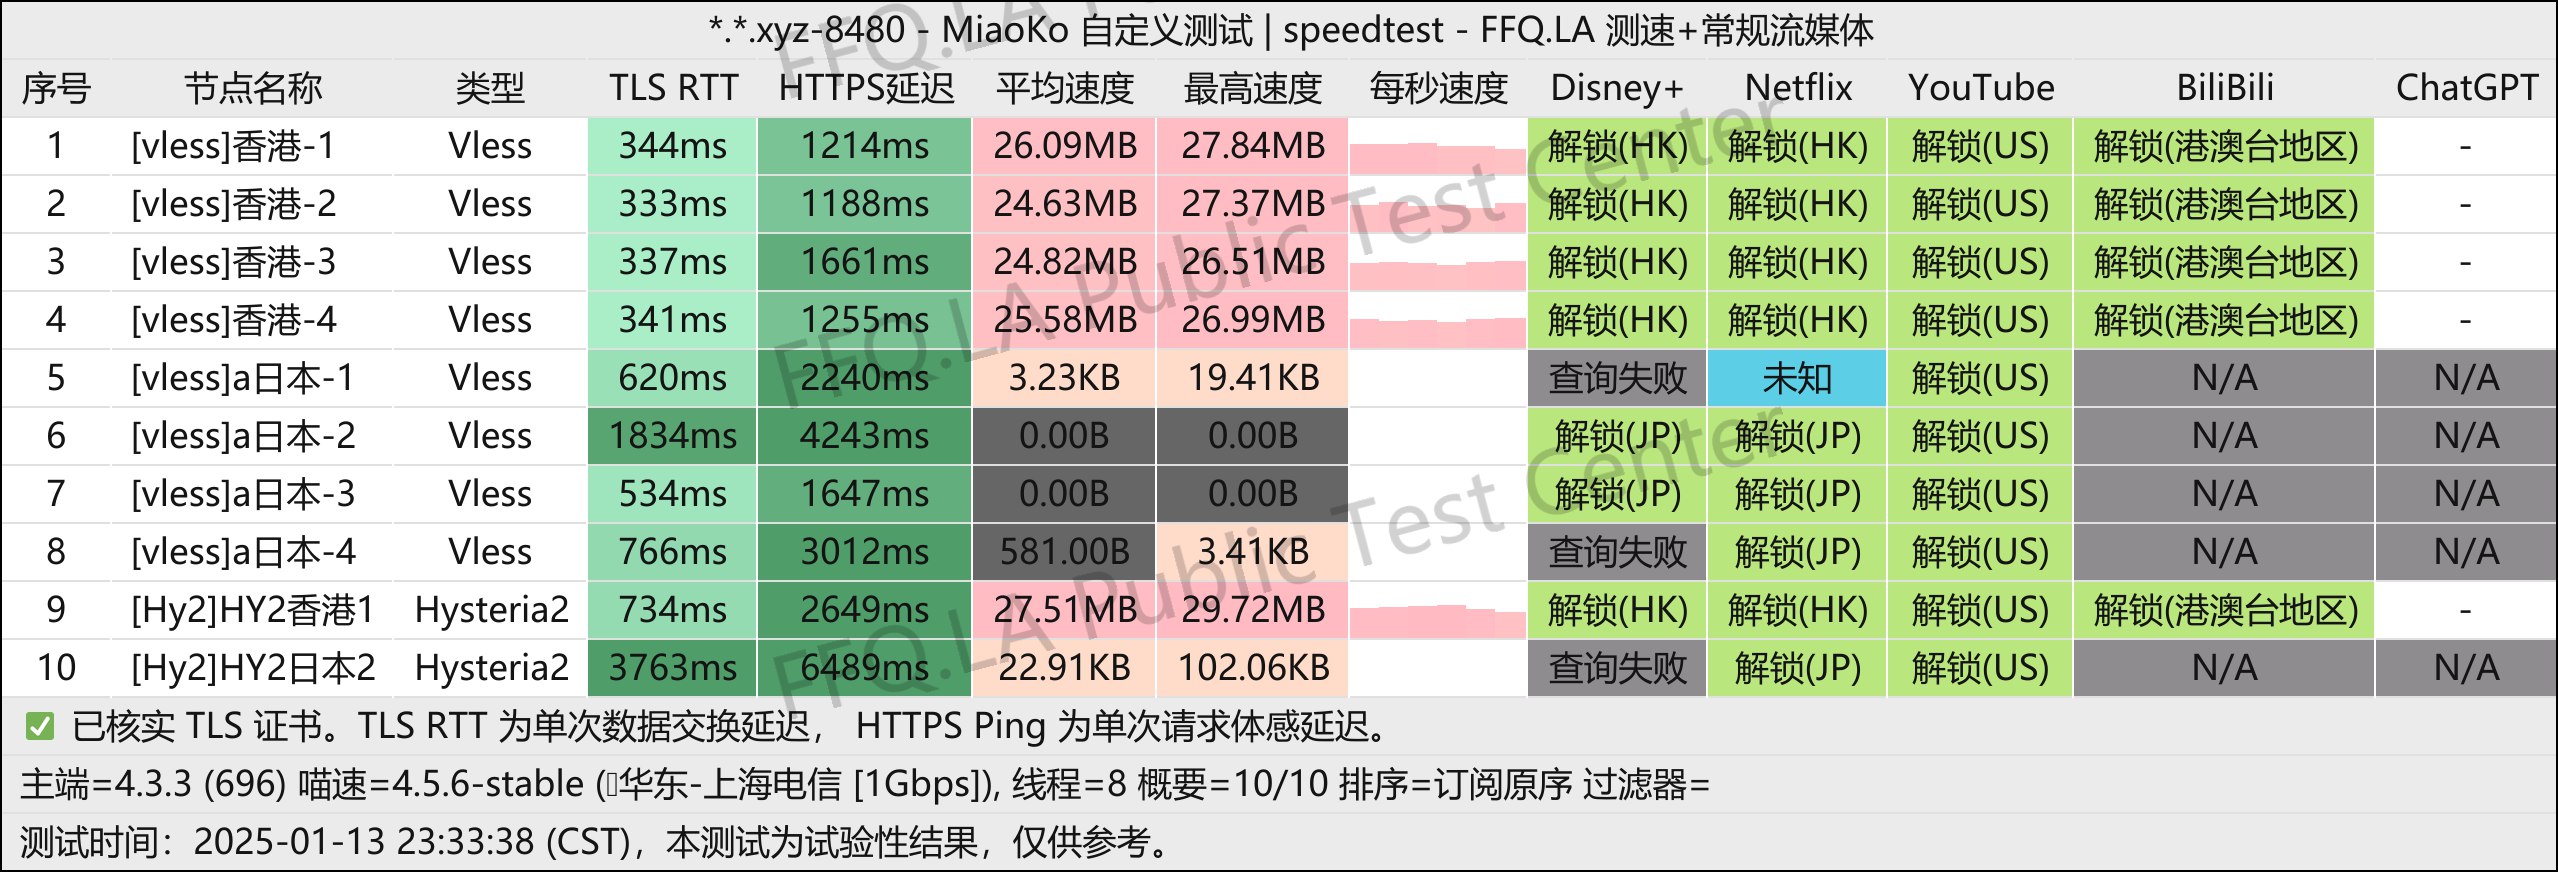 *.*.xyz-8480 - MiaoKo 自定义测试 | speedtest - FFQ.LA 测速+常规流媒体
序号 节点名称 类型 TLS RTT HTTPS延迟 平均速度 最高速度 每秒速度 Disney+ Netflix YouTube BiliBili ChatGPT
1 [vless]香港-1 Vless 344ms 1214ms 26.09MB 27.84MB 解锁(HK) 解锁(HK) 解锁(US) 解锁(港澳台地区) -
2 [vless]香港-2 Vless 333ms 1188ms 24.63MB 27.37MB 解锁(HK) 解锁(HK) 解锁(US) 解锁(港澳台地区) -
3 [vless]香港-3 Vless 337ms 1661ms 24.82MB 26.51MB 解锁(HK) 解锁(HK) 解锁(US) 解锁(港澳台地区) -
4 [vless]香港-4 Vless 341ms 1255ms 25.58MB 26.99MB 解锁(HK) 解锁(HK) 解锁(US) 解锁(港澳台地区) -
5 [vless]a日本-1 Vless 620ms 2240ms 3.23KB 19.41KB 查询失败 未知 解锁(US) N/A N/A
6 [vless]a日本-2 Vless 1834ms 4243ms 0.00B 0.00B 解锁(JP) 解锁(JP) 解锁(US) N/A N/A
7 [vless]a日本-3 Vless 534ms 1647ms 0.00B 0.00B 解锁(JP) 解锁(JP) 解锁(US) N/A N/A
8 [vless]a日本-4 Vless 766ms 3012ms 581.00B 3.41KB 查询失败 解锁(JP) 解锁(US) N/A N/A
9 [Hy2]HY2香港1 Hysteria2 734ms 2649ms 27.51MB 29.72MB 解锁(HK) 解锁(HK) 解锁(US) 解锁(港澳台地区) -
10 [Hy2]HY2日本2 Hysteria2 3763ms 6489ms 22.91KB 102.06KB 查询失败 解锁(JP) 解锁(US) N/A N/A
✅ 已核实 TLS 证书。TLS RTT 为单次数据交换延迟， HTTPS Ping 为单次请求体感延迟。
主端=4.3.3 (696) 喵速=4.5.6-stable (华东-上海电信 [1Gbps]), 线程=8 概要=10/10 排序=订阅原序 过滤器=
测试时间：2025-01-13 23:33:38 (CST)，本测试为试验性结果，仅供参考。
FFQ.LA Public Test Center
FFQ.LA Public Test Center